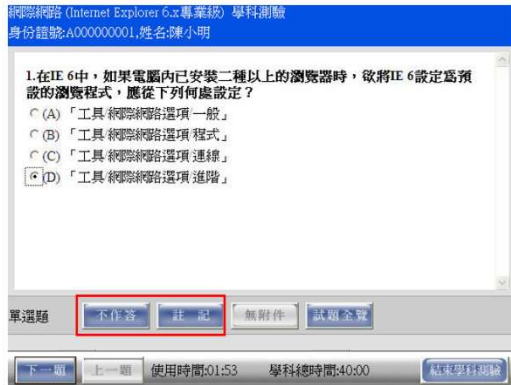 網際網路 (Internet Explorer 6.x專業級) 學科測驗
身份證號:A000000001,姓名:陳小明
1.在IE 6中，如果電腦內已安裝二種以上的瀏覽器時，欲將IE 6設定為預
設的瀏覽程式，應從下列何處設定？
(A) 「工具/網際網路選項/一般」
(B) 「工具/網際網路選項/程式」
(C) 「工具/網際網路選項/連線」
(D) 「工具/網際網路選項/進階」
單選題 不作答 註 記 無附件 試題全覽
下一題 上一題 使用時間:01:53 學科總時間:40:00 結束學科測驗